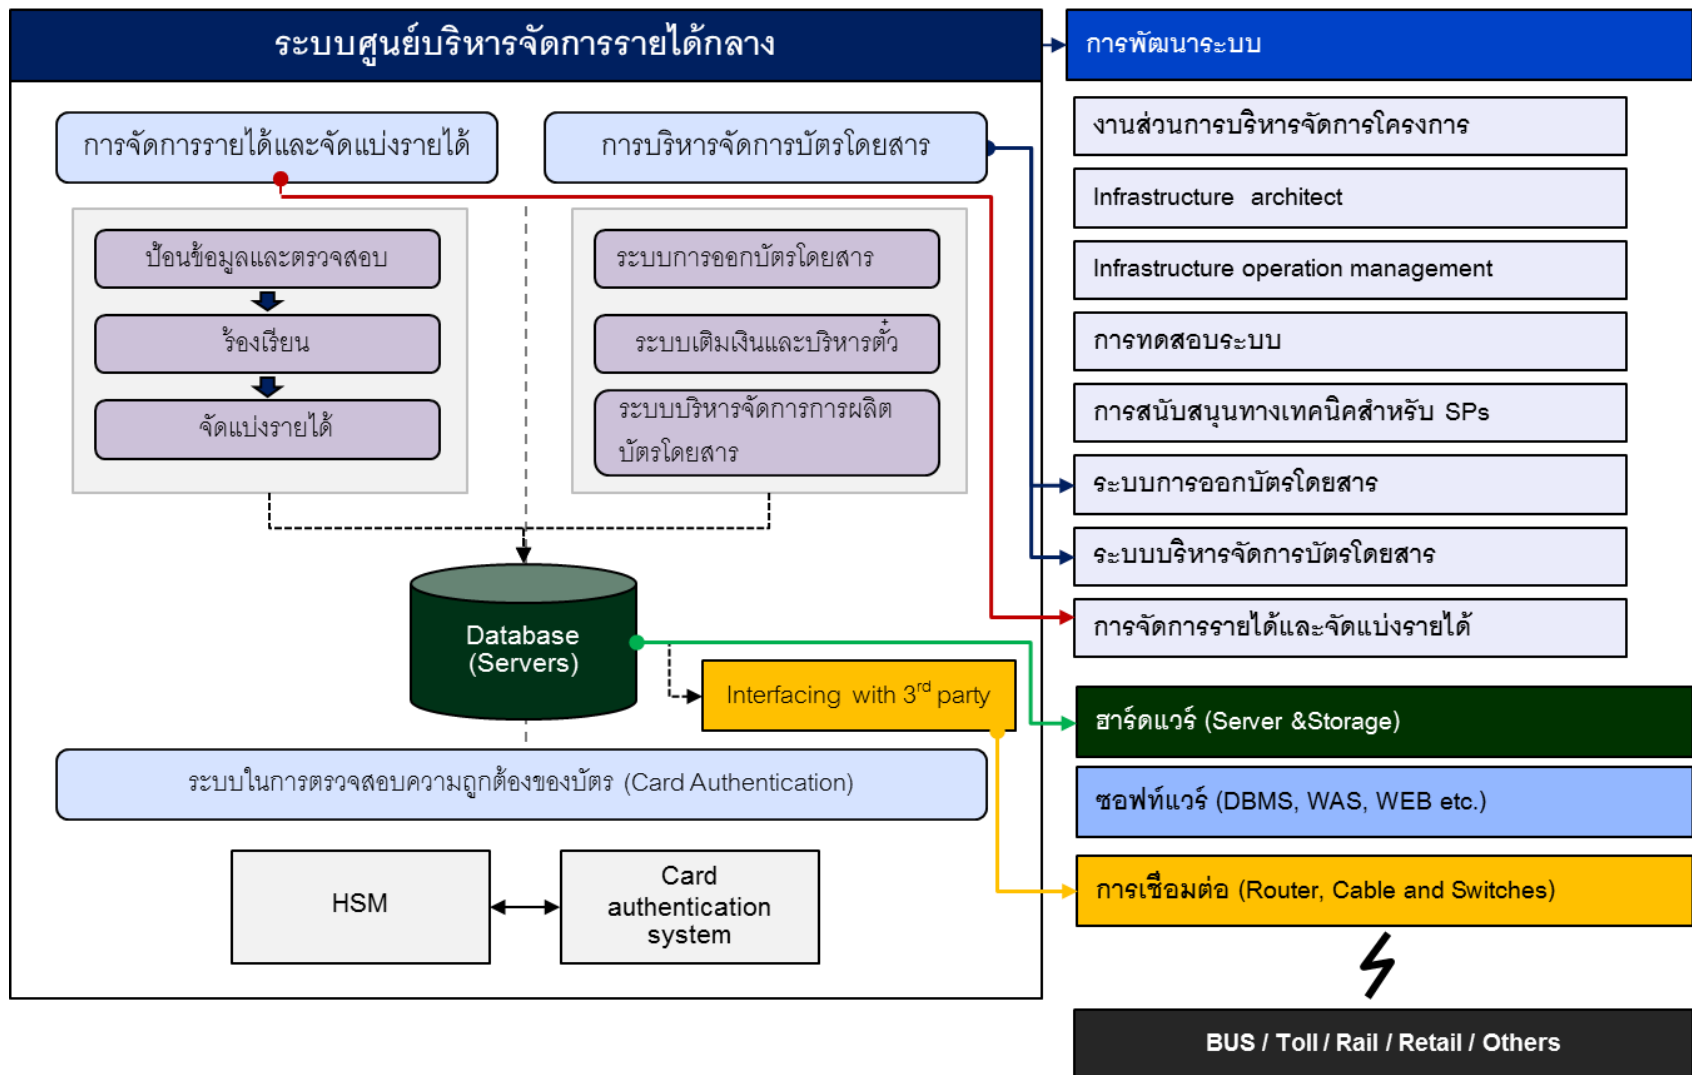 ระบบศูนย์บริหารจัดการรายได้กลาง
การจัดการรายได้และจัดแบ่งรายได้
การบริหารจัดการบัตรโดยสาร
ป้อนข้อมูลและตรวจสอบ
ร้องเรียน
จัดแบ่งรายได้
ระบบการออกบัตรโดยสาร
ระบบเติมเงินและบริหารตั๋ว
ระบบบริหารจัดการการผลิต
บัตรโดยสาร
Database
(Servers)
Interfacing with 3rd party
ระบบในการตรวจสอบความถูกต้องของบัตร (Card Authentication)
HSM
Card
authentication
system
การพัฒนาระบบ
งานส่วนการบริหารจัดการโครงการ
Infrastructure architect
Infrastructure operation management
การทดสอบระบบ
การสนับสนุนทางเทคนิคสำหรับ SPs
ระบบการออกบัตรโดยสาร
ระบบบริหารจัดการบัตรโดยสาร
การจัดการรายได้และจัดแบ่งรายได้
ฮาร์ดแวร์ (Server &Storage)
ซอฟท์แวร์ (DBMS, WAS, WEB etc.)
การเชื่อมต่อ (Router, Cable and Switches)
BUS / Toll / Rail / Retail / Others